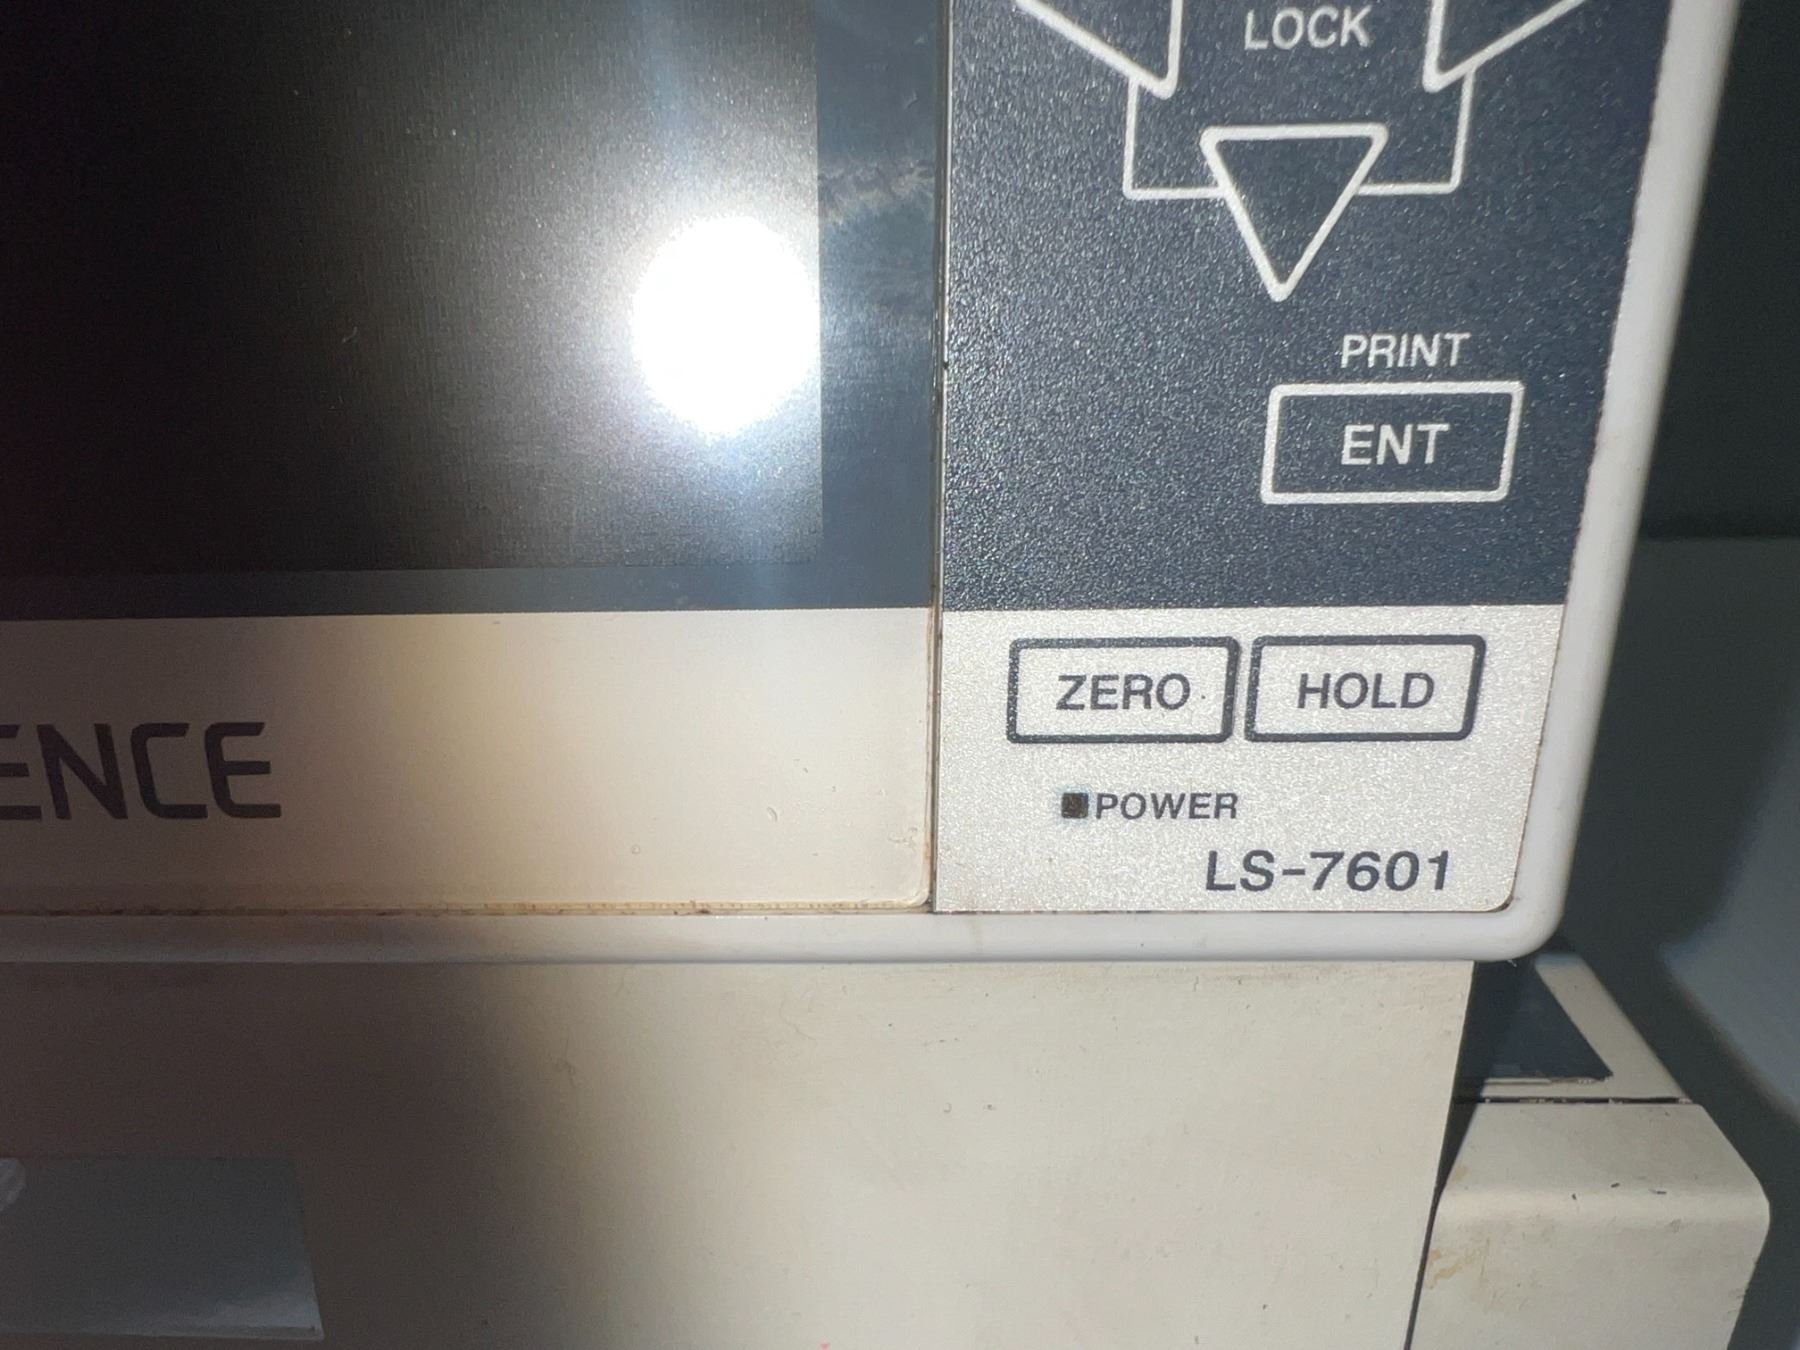 LOCK
PRINT
ENT
ZERO HOLD
ENCE
POWER
LS-7601